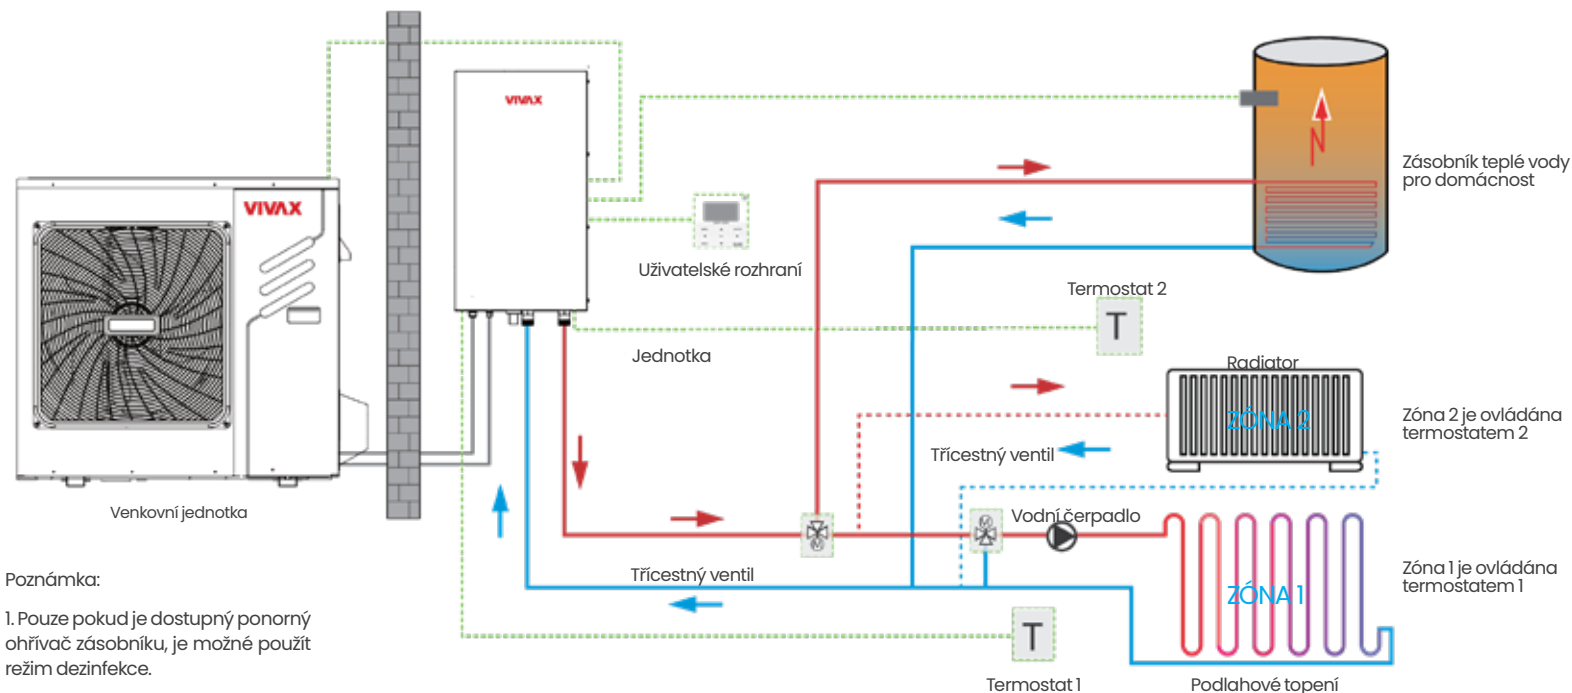 VIVAX
VIVAX
Zásobník teplé vody
pro domácnost
Uživatelské rozhraní
Termostat 2
T
Jednotka
Radiator
ZÓNA 2
Zóna 2 je ovládána
termostatem 2
Třícestný ventil
Venkovní jednotka
M
M
Vodní čerpadlo
Třícestný ventil
ZÓNA 1
Zóna 1 je ovládána
termostatem 1
Poznámka:
1. Pouze pokud je dostupný ponorný
ohřívač zásobníku, je možné použít
režim dezinfekce.
T
Termostat 1
Podlahové topení